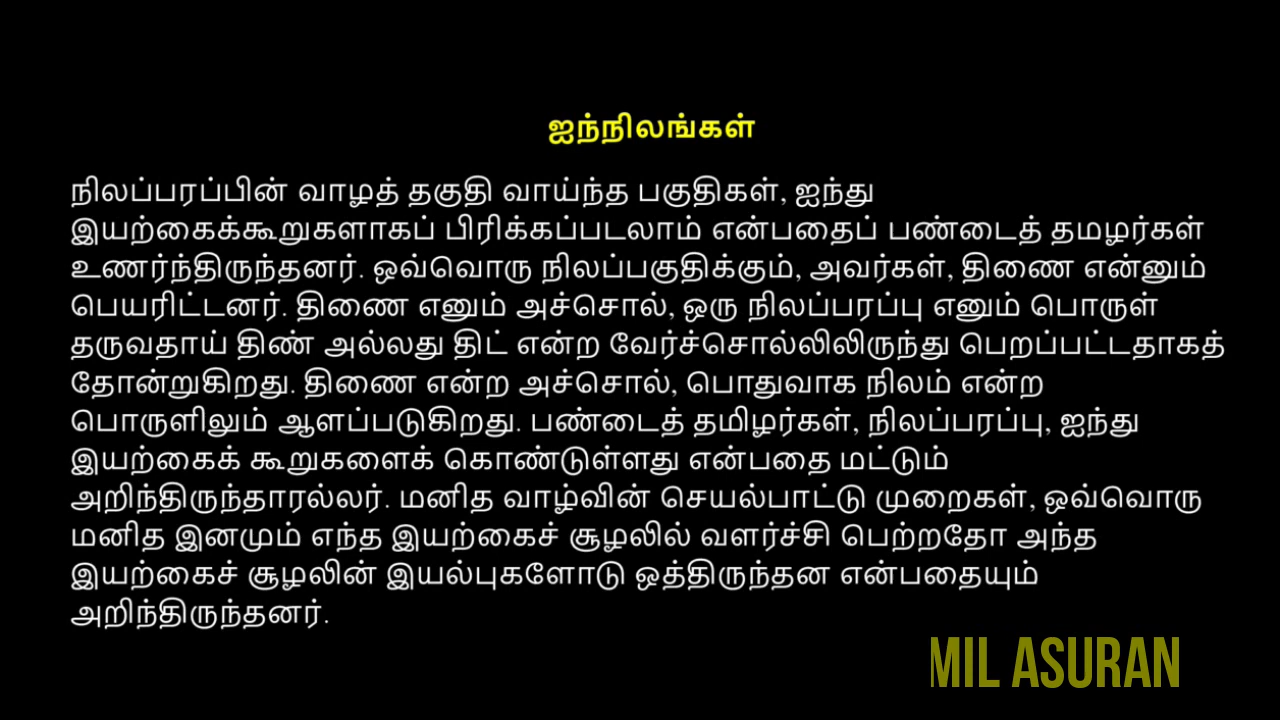 ஐந்நிலங்கள்
நிலப்பரப்பின் வாழத் தகுதி வாய்ந்த பகுதிகள், ஐந்து
இயற்கைக்கூறுகளாகப் பிரிக்கப்படலாம் என்பதைப் பண்டைத் தமழர்கள்
உணர்ந்திருந்தனர். ஒவ்வொரு நிலப்பகுதிக்கும், அவர்கள், திணை என்னும்
பெயரிட்டனர். திணை எனும் அச்சொல், ஒரு நிலப்பரப்பு எனும் பொருள்
தருவதாய் திண் அல்லது திட் என்ற வேர்ச்சொல்லிலிருந்து பெறப்பட்டதாகத்
தோன்றுகிறது. திணை என்ற அச்சொல், பொதுவாக நிலம் என்ற
பொருளிலும் ஆளப்படுகிறது. பண்டைத் தமிழர்கள், நிலப்பரப்பு, ஐந்து
இயற்கைக் கூறுகளைக் கொண்டுள்ளது என்பதை மட்டும்
அறிந்திருந்தாரல்லர். மனித வாழ்வின் செயல்பாட்டு முறைகள், ஒவ்வொரு
மனித இனமும் எந்த இயற்கைச் சூழலில் வளர்ச்சி பெற்றதோ அந்த
இயற்கைச் சூழலின் இயல்புகளோடு ஒத்திருந்தன என்பதையும்
அறிந்திருந்தனர்.
MIL ASURAN